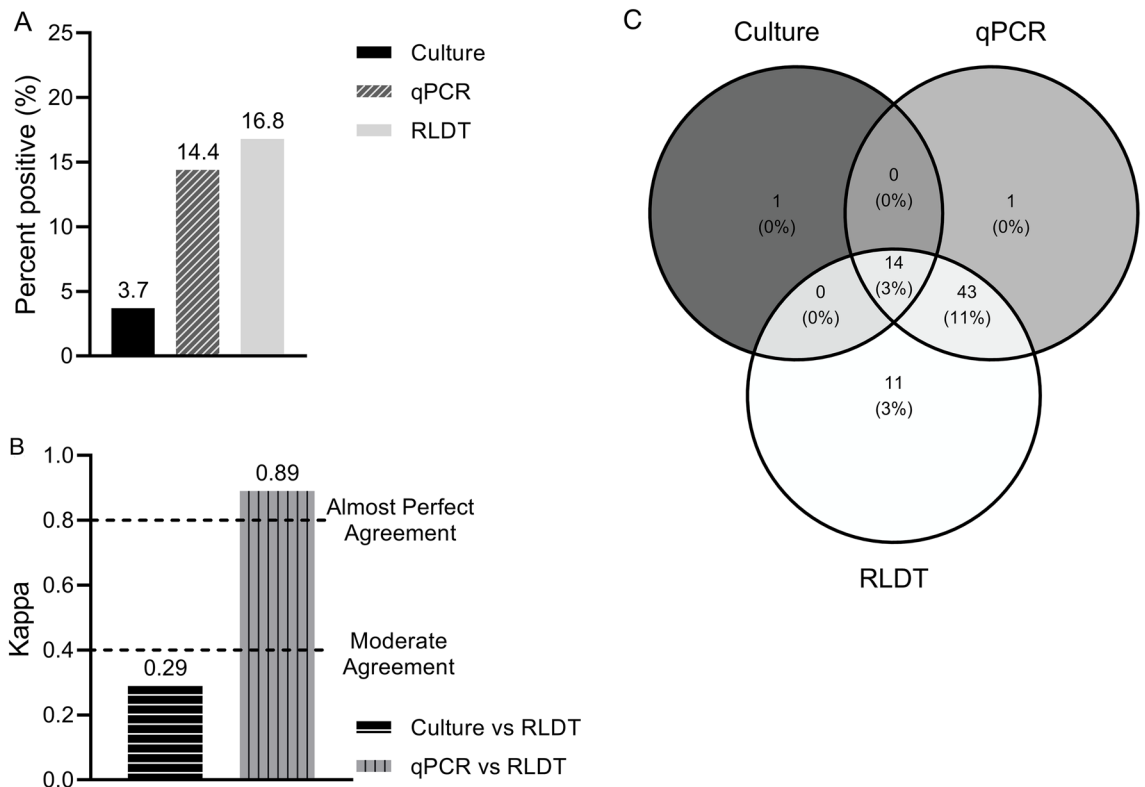 A
25
20
15
10
5
0
Percent positive (%)
3.7
14.4
16.8
Culture
qPCR
RLDT
B
1.0
0.8
0.6
0.4
0.2
0.0
Kappa
0.29
0.89
Almost Perfect
Agreement
Moderate
Agreement
Culture vs RLDT
qPCR vs RLDT
C
Culture
qPCR
0
(0%)
1
(0%)
1
(0%)
14
(3%)
0
(0%)
43
(11%)
11
(3%)
RLDT